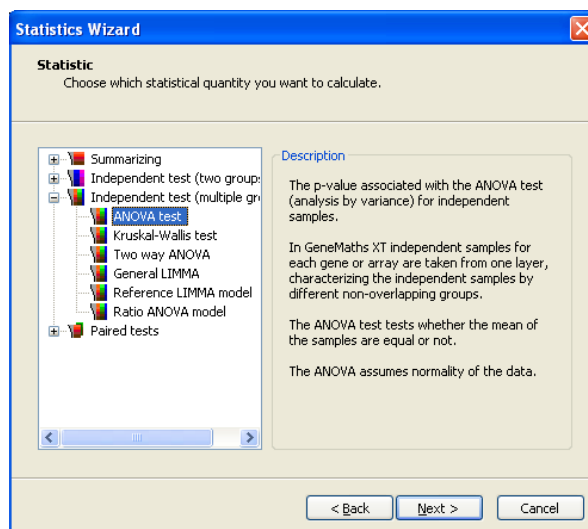 Statistics Wizard
Statistic
Choose which statistical quantity you want to calculate.
Summarizing
Independent test (two group
Independent test (multiple gr
ANOVA test
Kruskal-Wallis test
Two way ANOVA
General LIMMA
Reference LIMMA model
Ratio ANOVA model
Paired tests
Description
The p-value associated with the ANOVA test
(analysis by variance) for independent
samples.
In GeneMaths XT independent samples for
each gene or array are taken from one layer,
characterizing the independent samples by
different non-overlapping groups.
The ANOVA test tests whether the mean of
the samples are equal or not.
The ANOVA assumes normality of the data.
< Back
Next >
Cancel